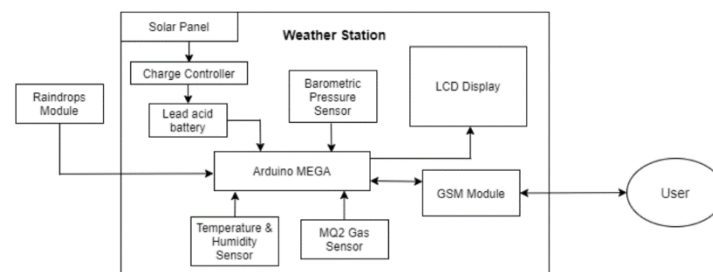 Solar Panel
Weather Station
Charge Controller
Raindrops
Module
Lead acid
battery
Barometric
Pressure
Sensor
LCD Display
Arduino MEGA
GSM Module
User
Temperature &
Humidity
Sensor
MQ2 Gas
Sensor